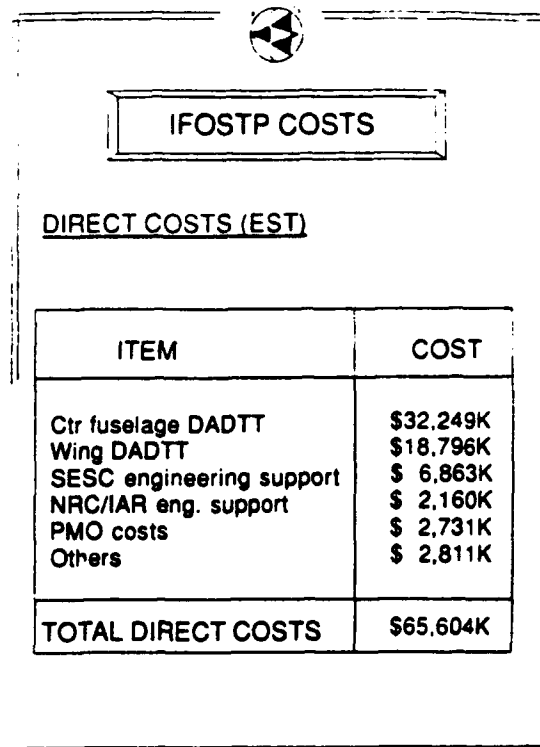 IFOSTP COSTS
DIRECT COSTS (EST)
ITEM COST
Ctr fuselage DADTT $32,249K
Wing DADTT $18,796K
SESC engineering support $ 6,863K
NRC/IAR eng. support $ 2,160K
PMO costs $ 2,731K
Others $ 2,811K
TOTAL DIRECT COSTS $65,604K